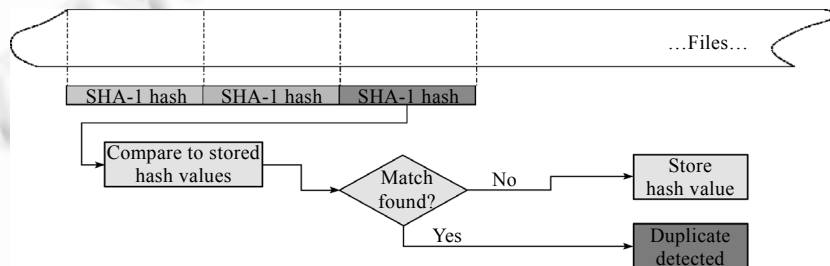 …Files…
SHA-1 hash SHA-1 hash SHA-1 hash
Compare to stored
hash values
Match
found?
No
Store
hash value
Yes
Duplicate
detected